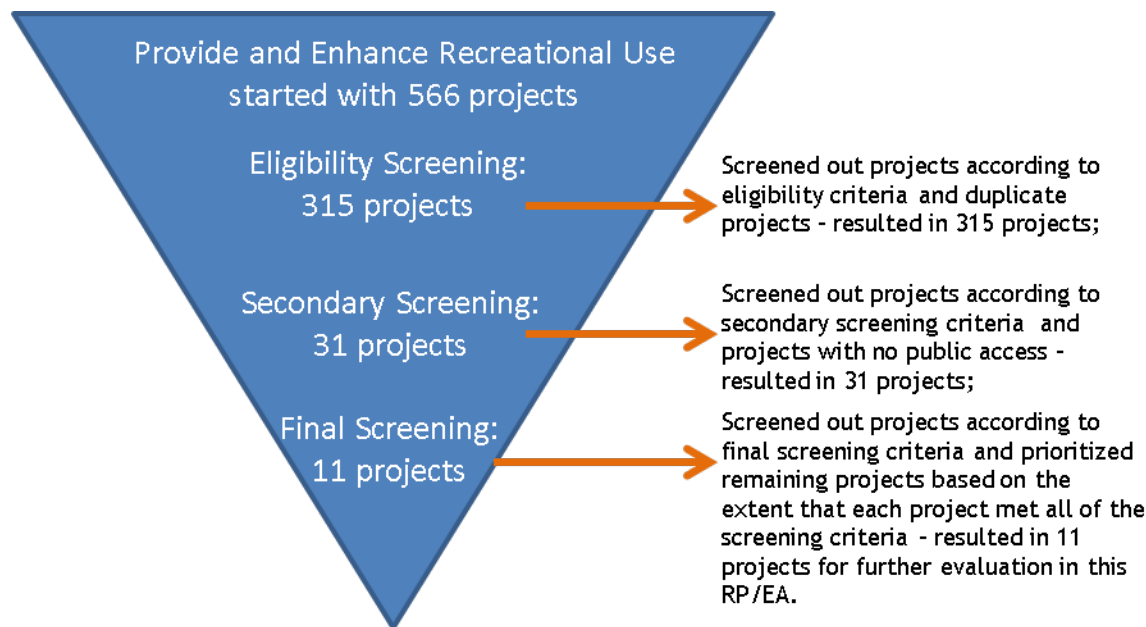 Provide and Enhance Recreational Use
started with 566 projects
Eligibility Screening:
315 projects
Screened out projects according to
eligibility criteria and duplicate
projects - resulted in 315 projects;
Secondary Screening:
31 projects
Screened out projects according to
secondary screening criteria and
projects with no public access -
resulted in 31 projects;
Final Screening:
11 projects
Screened out projects according to
final screening criteria and prioritized
remaining projects based on the
extent that each project met all of the
screening criteria - resulted in 11
projects for further evaluation in this
RP/EA.